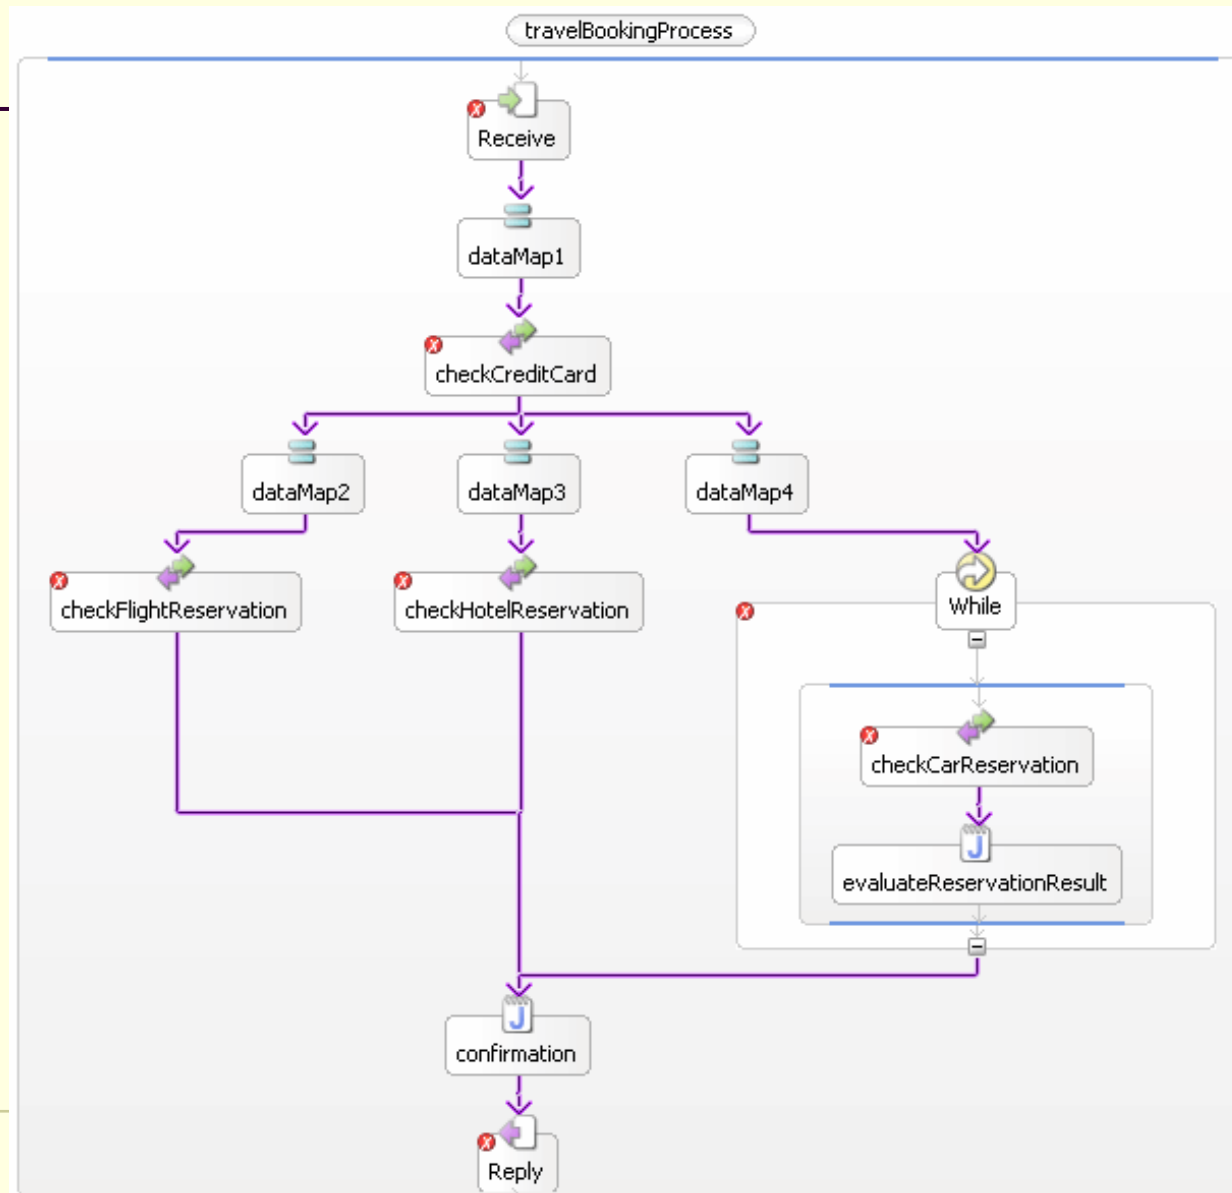 travelBookingProcess
Receive
dataMap1
checkCreditCard
dataMap2
dataMap3
dataMap4
checkFlightReservation
checkHotelReservation
While
checkCarReservation
J
evaluateReservationResult
J
confirmation
Reply